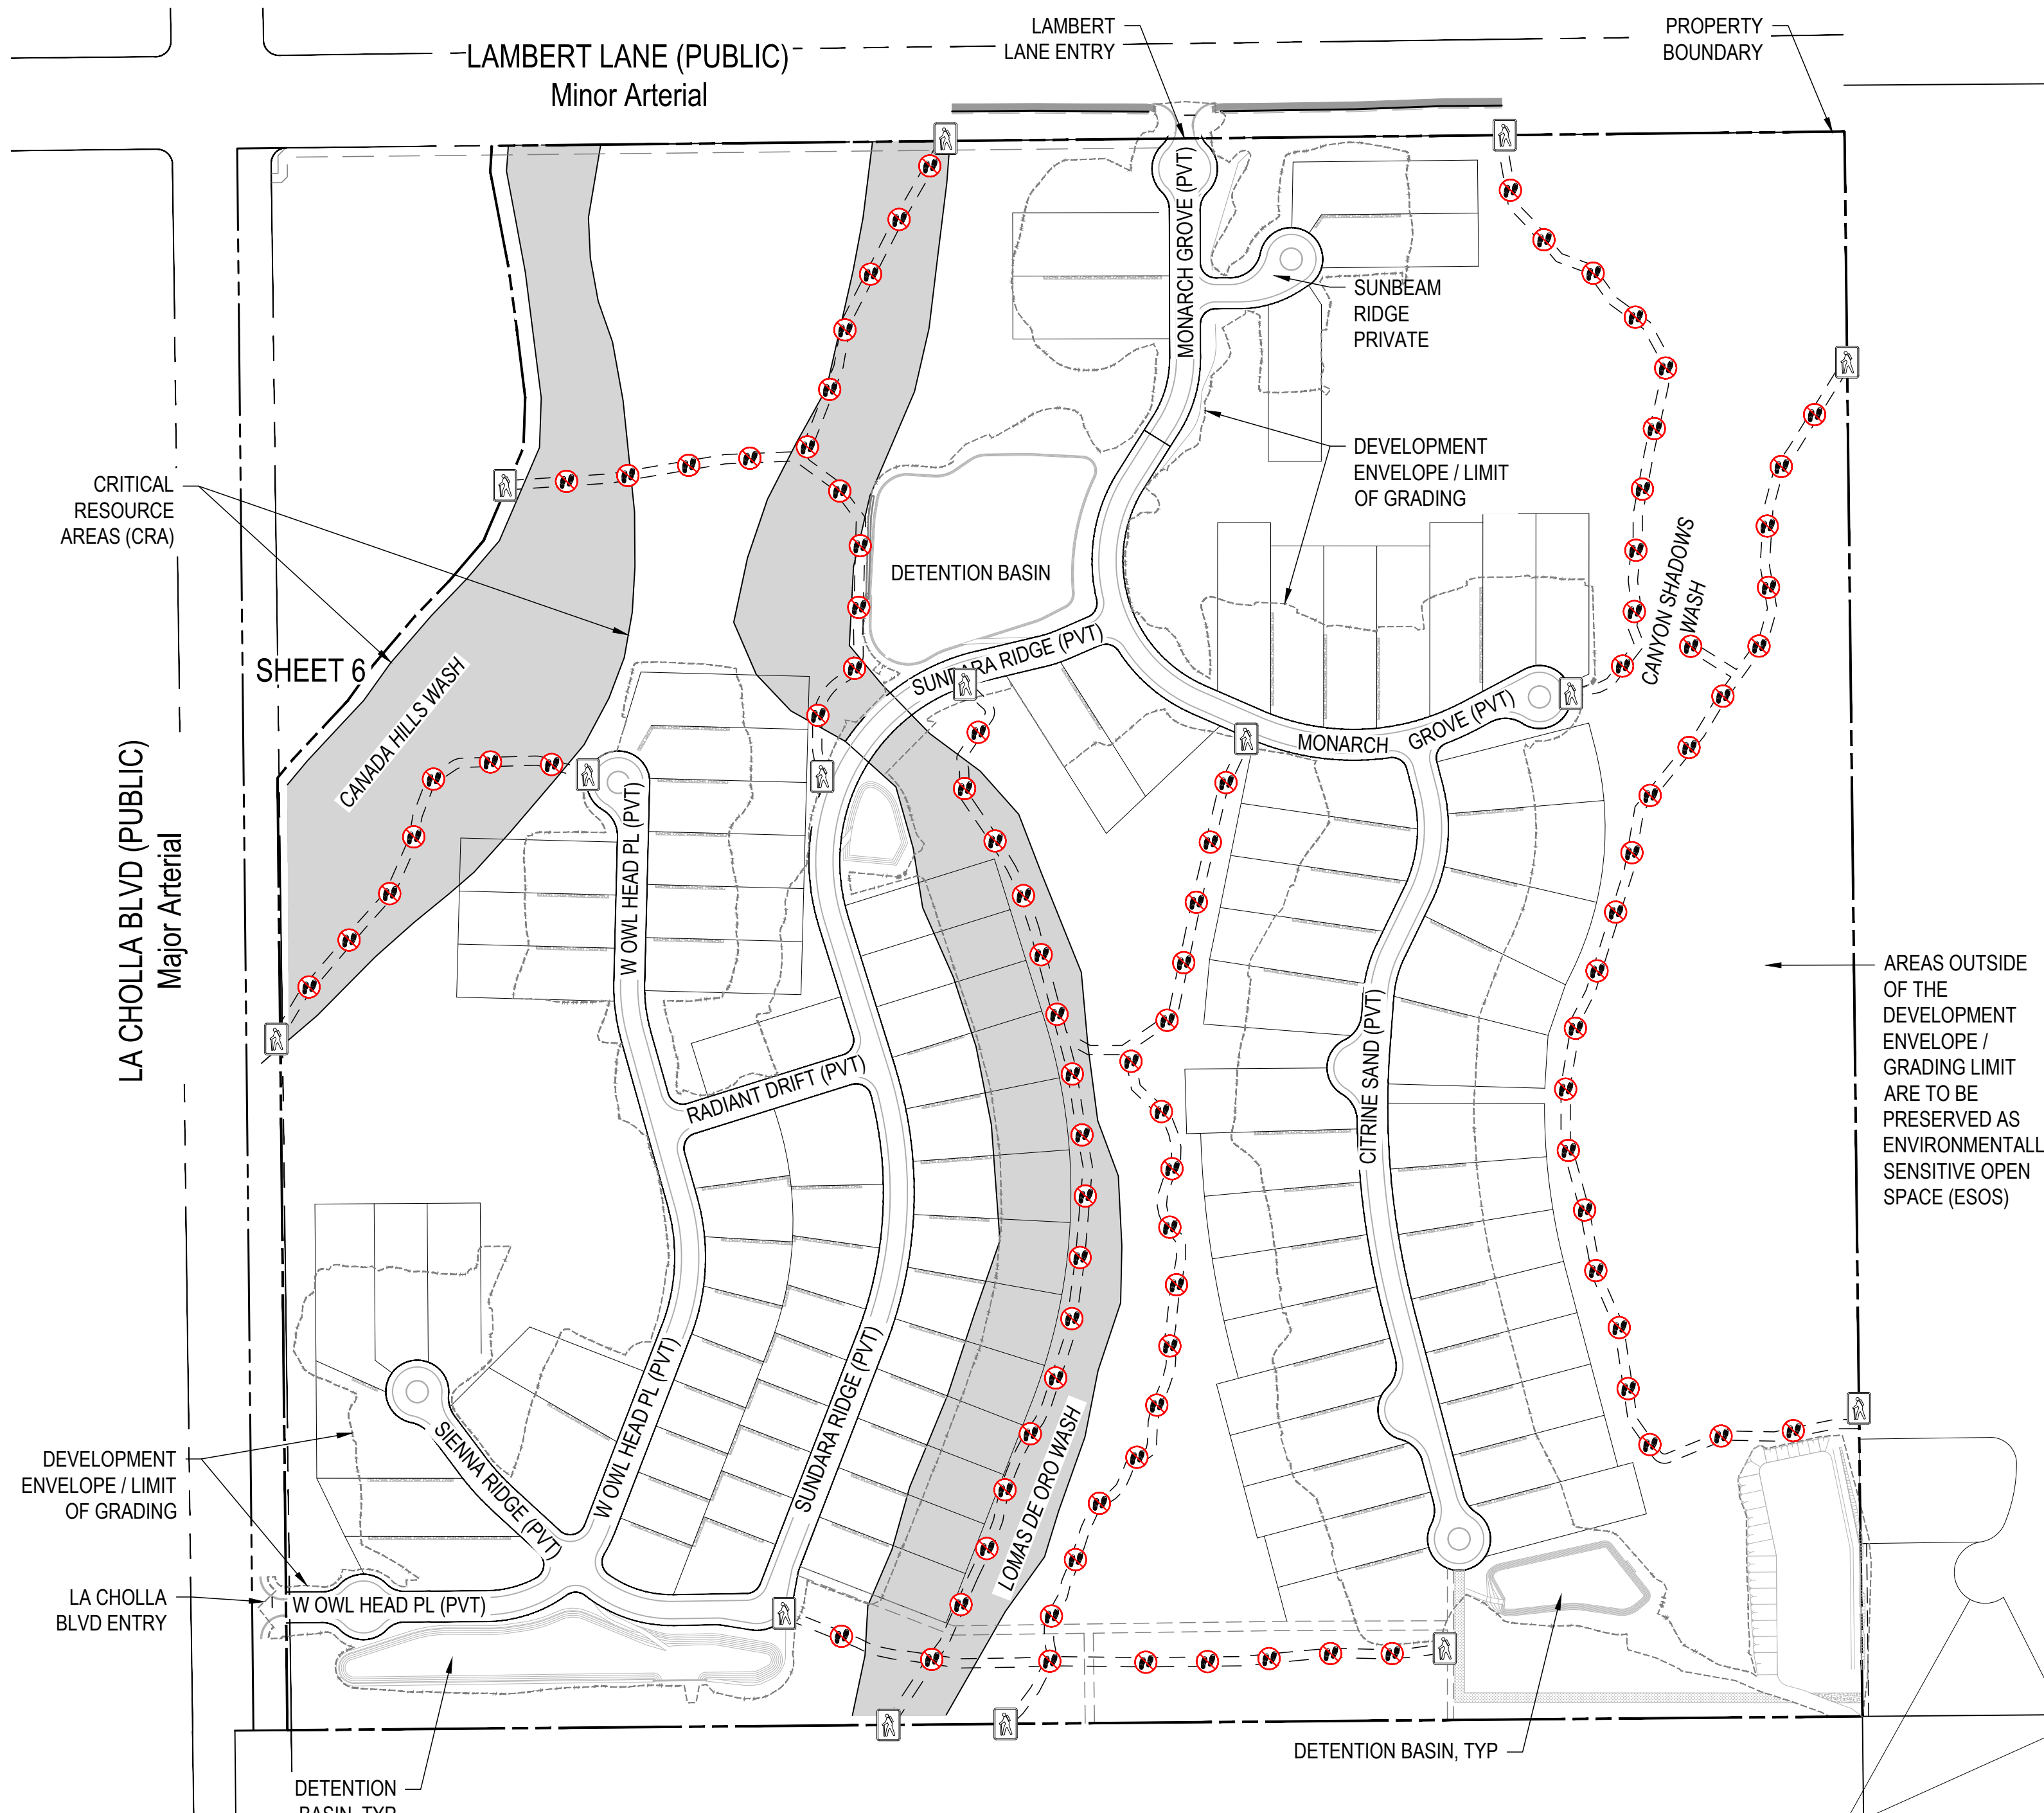 LAMBERT
LANE ENTRY
PROPERTY
BOUNDARY
LAMBERT LANE (PUBLIC)
Minor Arterial
MONARCH GROVE (PVT)
SUNBEAM
RIDGE
PRIVATE
DEVELOPMENT
ENVELOPE / LIMIT
OF GRADING
CRITICAL
RESOURCE
AREAS (CRA)
DETENTION BASIN
CANYON SHADOWS
WASH
SHEET 6
CANADA HILLS WASH
SUNDARA RIDGE (PVT)
MONARCH GROVE (PVT)
LA CHOLLA BLVD (PUBLIC)
Major Arterial
W OWL HEAD PL (PVT)
AREAS OUTSIDE
OF THE
DEVELOPMENT
ENVELOPE /
GRADING LIMIT
ARE TO BE
PRESERVED AS
ENVIRONMENTALL
SENSITIVE OPEN
SPACE (ESOS)
CITRINE SAND (PVT)
RADIANT DRIFT (PVT)
W OWL HEAD PL (PVT)
SUNDARA RIDGE (PVT)
LOMAS DE ORO WASH
SIENNA RIDGE (PVT)
DEVELOPMENT
ENVELOPE / LIMIT
OF GRADING
LA CHOLLA
BLVD ENTRY
W OWL HEAD PL (PVT)
DETENTION BASIN, TYP
DETENTION
BASIN, TYP